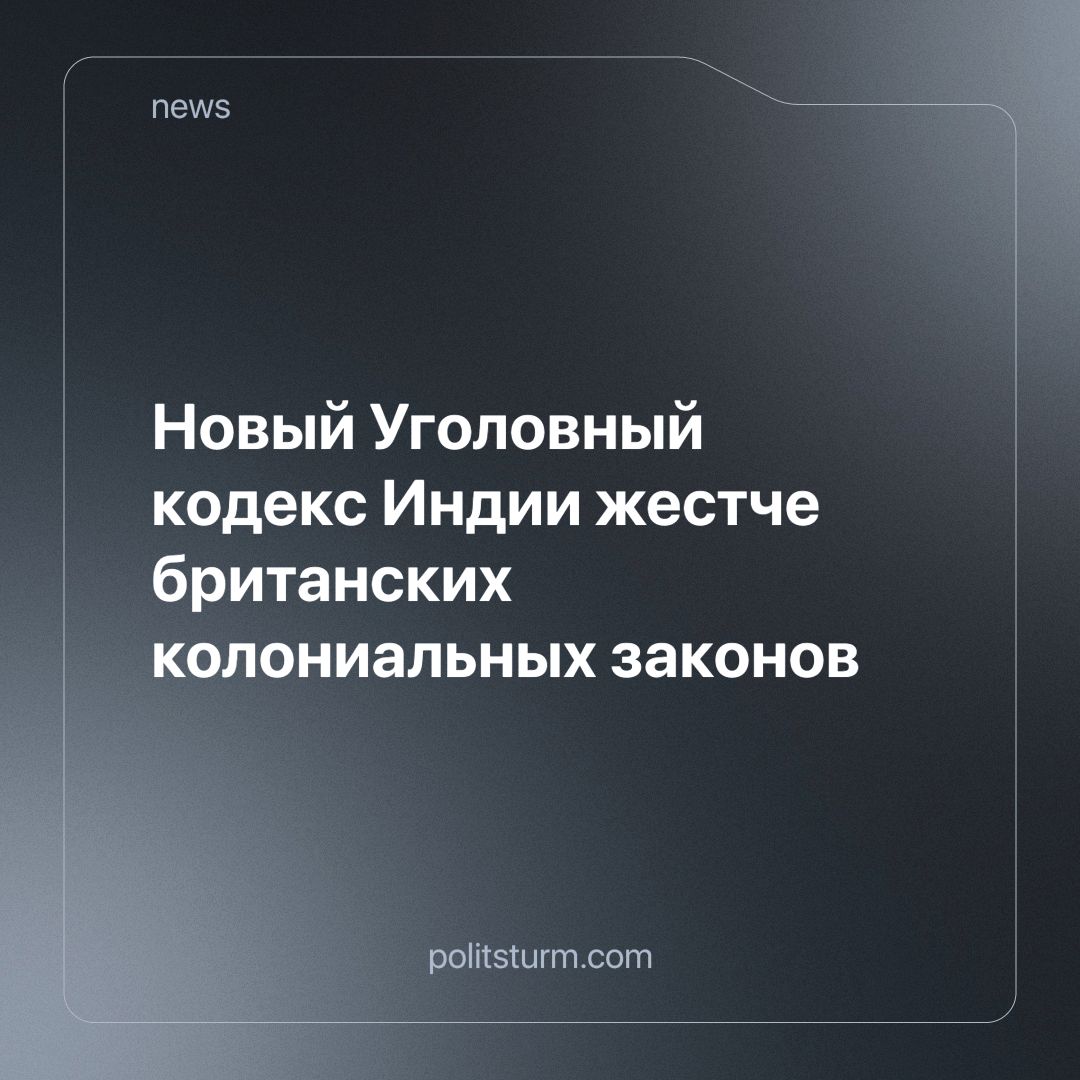 news
Новый Уголовный
кодекс Индии жестче
британских
колониальных законов
politsturm.com